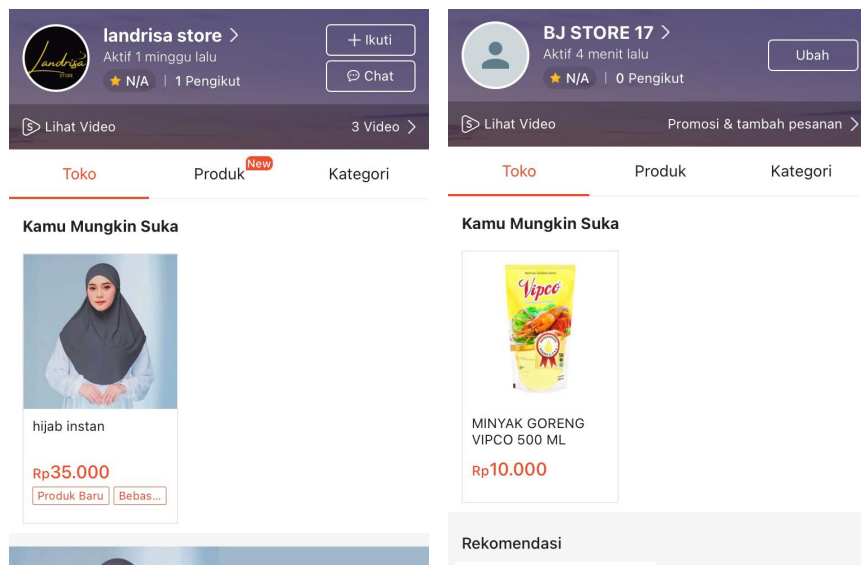 landrisa store >
Aktif 1 minggu lalu
N/A | 1 Pengikut
+ Ikuti
Chat
Landrisa
STORE
Lihat Video
3 Video >
Toko
Produk
New
Kategori
Kamu Mungkin Suka
hijab instan
Rp35.000
Produk Baru
Bebas...
BJ STORE 17 >
Aktif 4 menit lalu
N/A | 0 Pengikut
Ubah
Lihat Video
Promosi & tambah pesanan >
Toko
Produk
Kategori
Kamu Mungkin Suka
Vipco
MINYAK GORENG
VIPCO 500 ML
Rp10.000
Rekomendasi